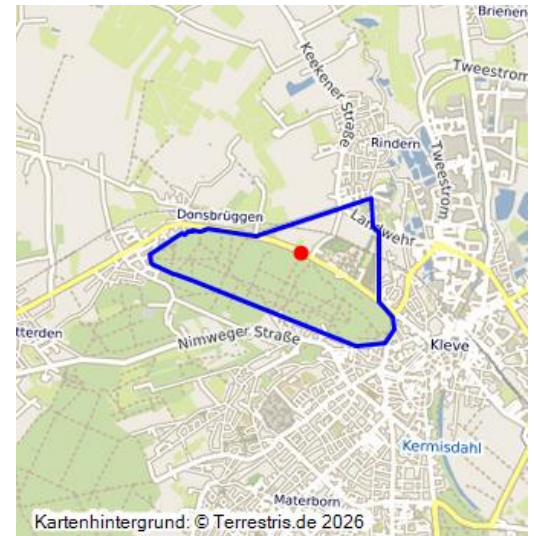 Brienen
Keekener Straße
Tweestrom
Rindern
Tweestrom
Donsbrüggen
Landwehr
tterden
Nimweger Straße
Kleve
Kermisdahl
Materborn
Kartenhintergrund: © Terrestris.de 2026